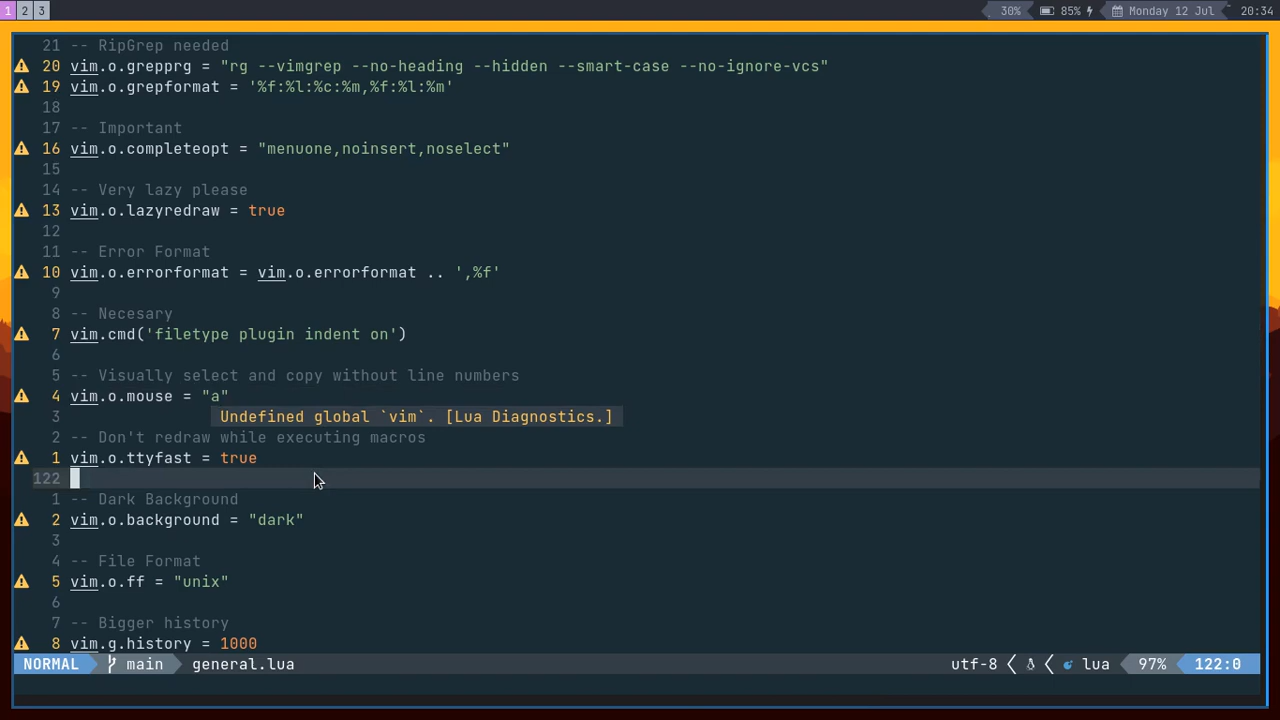 1 2 3 30% 85% Monday 12 Jul 20:34
21 -- RipGrep needed
20 vim.o.grepprg = "rg --vimgrep --no-heading --hidden --smart-case --no-ignore-vcs"
19 vim.o.grepformat = '%f:%l:%c:%m,%f:%l:%m'
18
17 -- Important
16 vim.o.completeopt = "menuone,noinsert,noselect"
15
14 -- Very lazy please
13 vim.o.lazyredraw = true
12
11 -- Error Format
10 vim.o.errorformat = vim.o.errorformat .. ',%f'
9
8 -- Necesary
7 vim.cmd('filetype plugin indent on')
6
5 -- Visually select and copy without line numbers
4 vim.o.mouse = "a"
3 Undefined global `vim`. [Lua Diagnostics.]
2 -- Don't redraw while executing macros
1 vim.o.ttyfast = true
122
1 -- Dark Background
2 vim.o.background = "dark"
3
4 -- File Format
5 vim.o.ff = "unix"
6
7 -- Bigger history
8 vim.g.history = 1000
NORMAL main general.lua utf-8 lua 97% 122:0